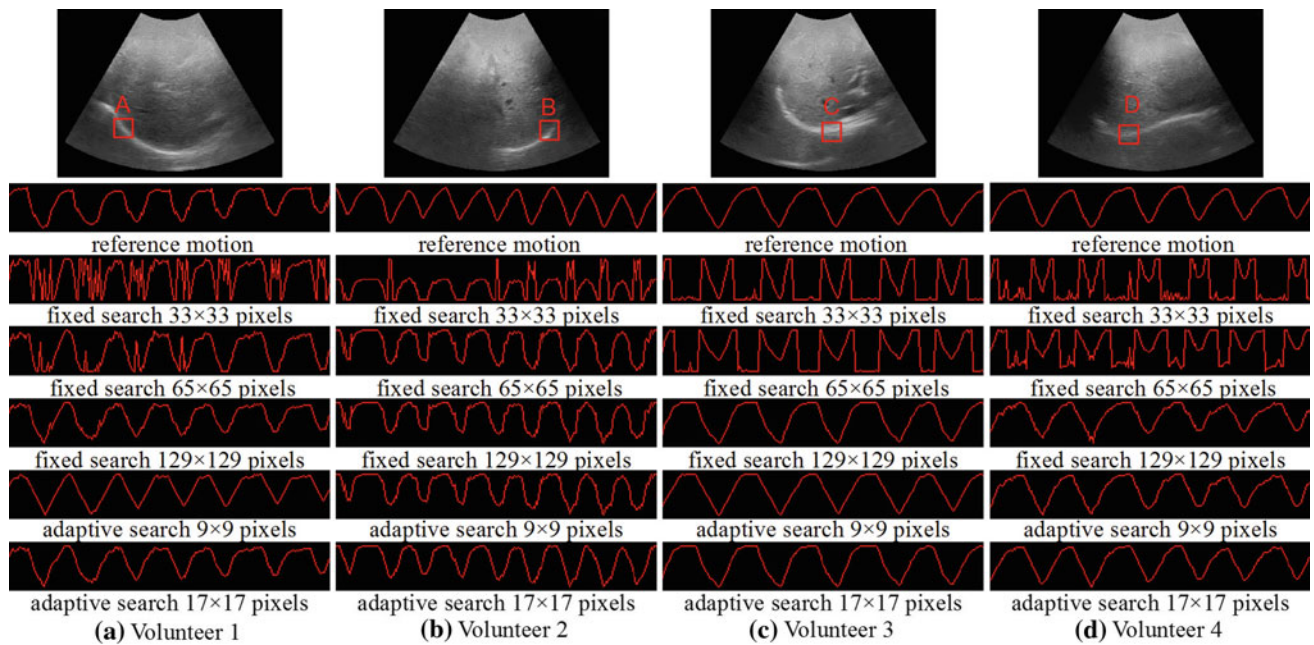 A
B
C
D
reference motion
reference motion
reference motion
reference motion
fixed search 33×33 pixels
fixed search 33×33 pixels
fixed search 33×33 pixels
fixed search 33×33 pixels
fixed search 65×65 pixels
fixed search 65×65 pixels
fixed search 65×65 pixels
fixed search 65×65 pixels
fixed search 129×129 pixels
fixed search 129×129 pixels
fixed search 129×129 pixels
fixed search 129×129 pixels
adaptive search 9×9 pixels
adaptive search 9×9 pixels
adaptive search 9×9 pixels
adaptive search 9×9 pixels
adaptive search 17×17 pixels
adaptive search 17×17 pixels
adaptive search 17×17 pixels
adaptive search 17×17 pixels
(a) Volunteer 1
(b) Volunteer 2
(c) Volunteer 3
(d) Volunteer 4